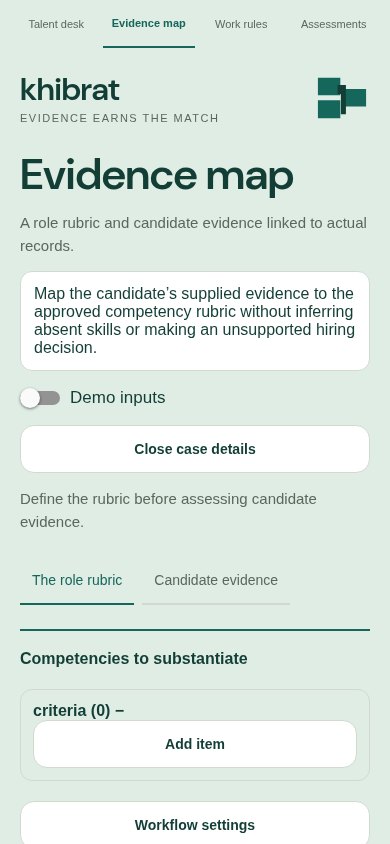 Talent desk Evidence map Work rules Assessments
khibrat
EVIDENCE EARNS THE MATCH
Evidence map
A role rubric and candidate evidence linked to actual
records.
Map the candidate’s supplied evidence to the
approved competency rubric without inferring
absent skills or making an unsupported hiring
decision.
Demo inputs
Close case details
Define the rubric before assessing candidate
evidence.
The role rubric Candidate evidence
Competencies to substantiate
criteria (0) −
Add item
Workflow settings